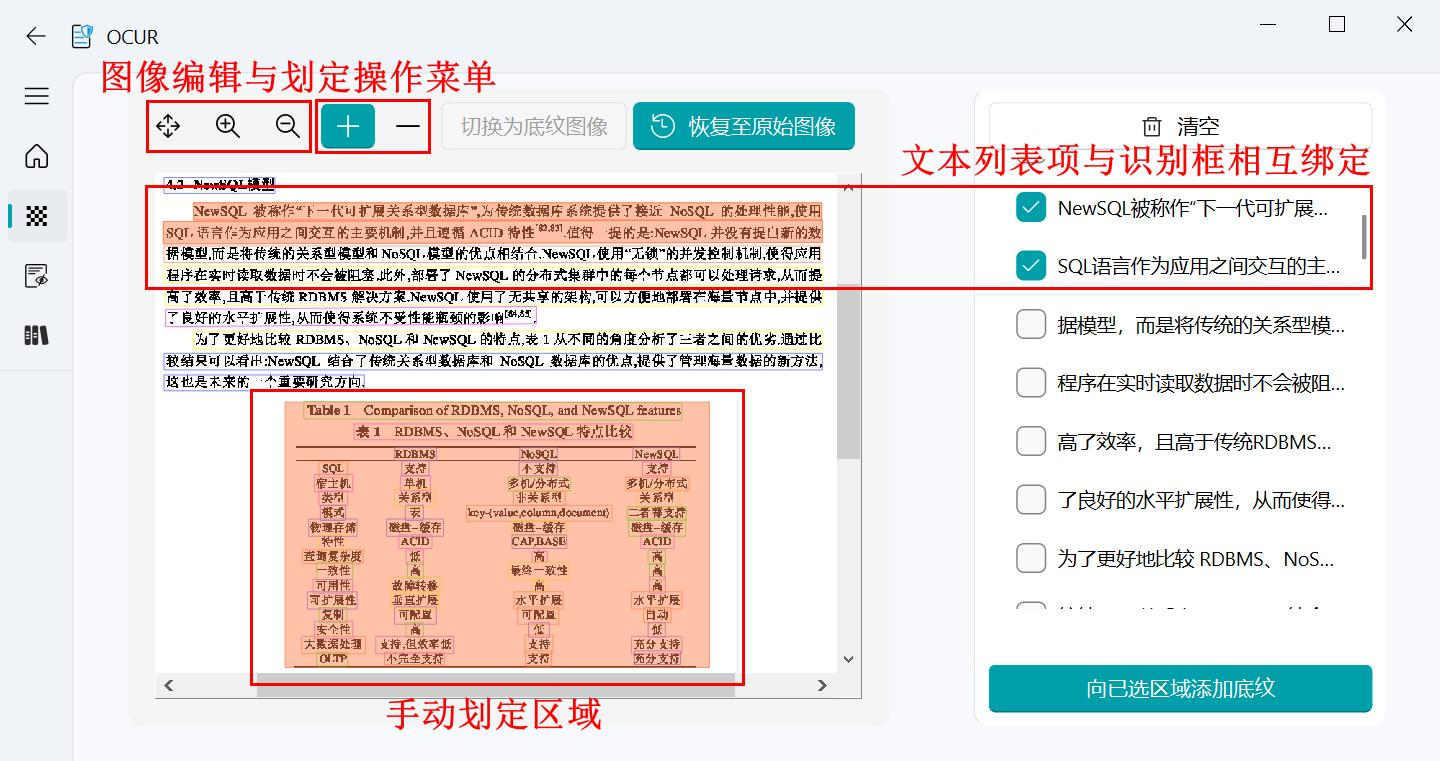 OCUR
图像编辑与划定操作菜单
切换为底纹图像
恢复至原始图像
清空
文本列表项与识别框相互绑定
4.2 NewSQL模型
NewSQL 被称作“下一代可扩展关系型数据库”,为传统数据库系统提供了接近 NoSQL 的处理性能,使用
SQL 语言作为应用之间交互的主要机制,并且遵循 ACID 特性[82,83].值得一提的是:NewSQL 并没有提出新的数
据模型,而是将传统的关系型模型和 NoSQL 模型的优点相结合.NewSQL 使用“无锁”的并发控制机制,使得应用
程序在实时读取数据时不会被阻塞.此外,部署了 NewSQL 的分布式集群中的每个节点都可以处理请求,从而提
高了效率,且高于传统 RDBMS 解决方案.NewSQL 使用了无共享的架构,可以方便地部署在海量节点中,并提供
了良好的水平扩展性,从而使得系统不受性能瓶颈的影响[84,85].
为了更好地比较 RDBMS、NoSQL 和 NewSQL 的特点,表 1 从不同的角度分析了三者之间的优劣.通过比
较结果可以看出:NewSQL 结合了传统关系型数据库和 NoSQL 数据库的优点,提供了管理海量数据的新方法,
这也是未来的一个重要研究方向.
Table 1 Comparison of RDBMS, NoSQL, and NewSQL features
表 1 RDBMS、NoSQL 和 NewSQL 特点比较
RDBMS NoSQL NewSQL
SQL 支持 不支持 支持
宿主机 单机 多机/分布式 多机/分布式
类型 关系型 非关系型 关系型
模式 表 key-(value,column,document) 二者都支持
物理存储 磁盘-缓存 磁盘-缓存 磁盘-缓存
特性 ACID CAP,BASE ACID
查询复杂度 低 高 高
一致性 高 最终一致性 高
可用性 故障转移 高 高
可扩展性 垂直扩展 水平扩展 水平扩展
复制 可配置 可配置 自动
安全性 高 低 低
大数据处理 支持,但效率低 支持 充分支持
OLTP 不完全支持 支持 充分支持
手动划定区域
NewSQL被称作“下一代可扩展...
SQL语言作为应用之间交互的主...
据模型，而是将传统的关系型模...
程序在实时读取数据时不会被阻...
高了效率，且高于传统RDBMS...
了良好的水平扩展性，从而使得...
为了更好地比较 RDBMS、NoS...
向已选区域添加底纹